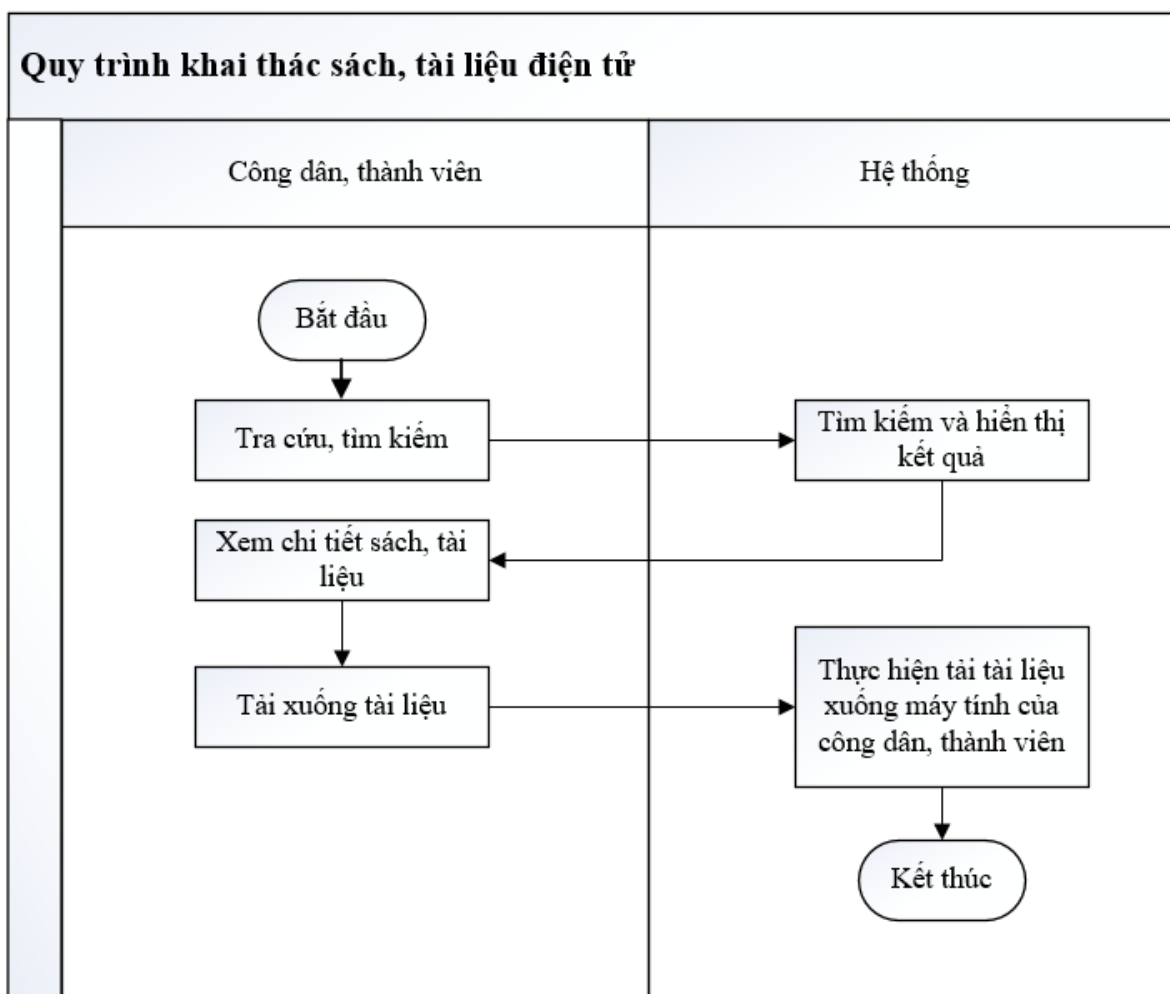 Quy trình khai thác sách, tài liệu điện tử
Công dân, thành viên
Hệ thống
Bắt đầu
Tra cứu, tìm kiếm
Tìm kiếm và hiển thị
kết quả
Xem chi tiết sách, tài
liệu
Tải xuống tài liệu
Thực hiện tải tài liệu
xuống máy tính của
công dân, thành viên
Kết thúc